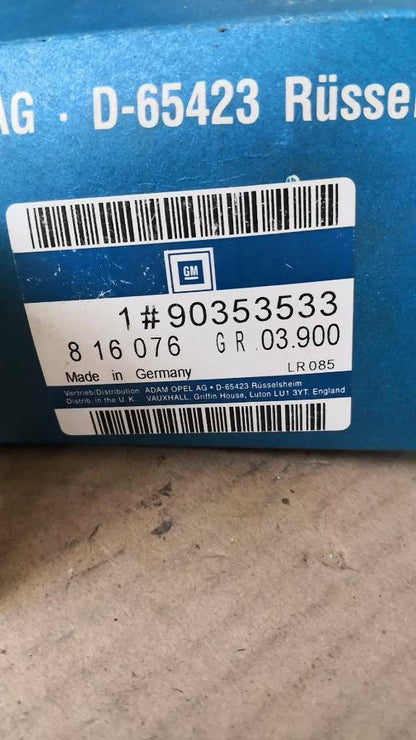 AG · D-65423 Rüssel
GM
1#90353533
8 16 076 GR.03.900
Made in Germany LR085
Vertrieb/Distribution ADAM OPEL AG • D-65423 Rüsselsheim
Distrib. in the U. K. VAUXHALL, Griffin House, Luton LU1 3YT. England